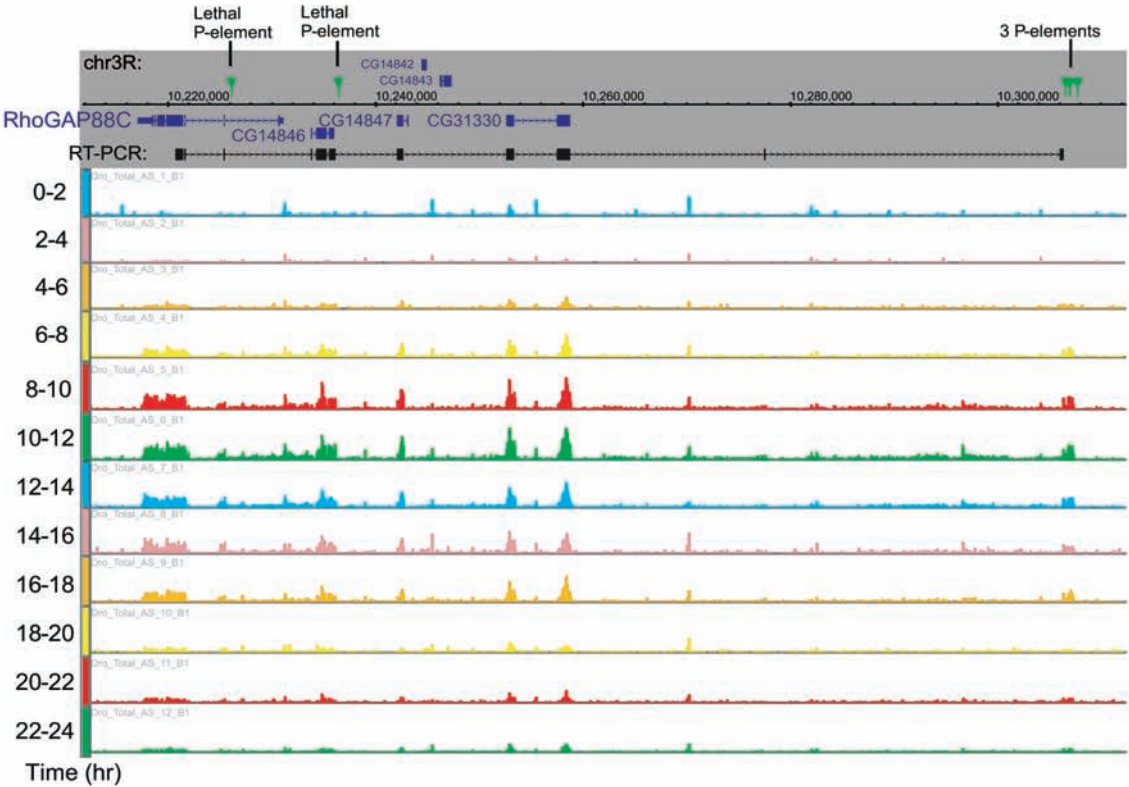 Lethal
P-element
Lethal
P-element
3 P-elements
chr3R:
CG14842
CG14843
10,220,000 10,240,000 10,260,000 10,280,000 10,300,000
RhoGAP88C CG14847 CG31330
CG14846
RT-PCR:
Dro_Total_AS_1_B1
0-2
Dro_Total_AS_2_B1
2-4
Dro_Total_AS_3_B1
4-6
Dro_Total_AS_4_B1
6-8
Dro_Total_AS_5_B1
8-10
Dro_Total_AS_6_B1
10-12
Dro_Total_AS_7_B1
12-14
Dro_Total_AS_8_B1
14-16
Dro_Total_AS_9_B1
16-18
Dro_Total_AS_10_B1
18-20
Dro_Total_AS_11_B1
20-22
Dro_Total_AS_12_B1
22-24
Time (hr)